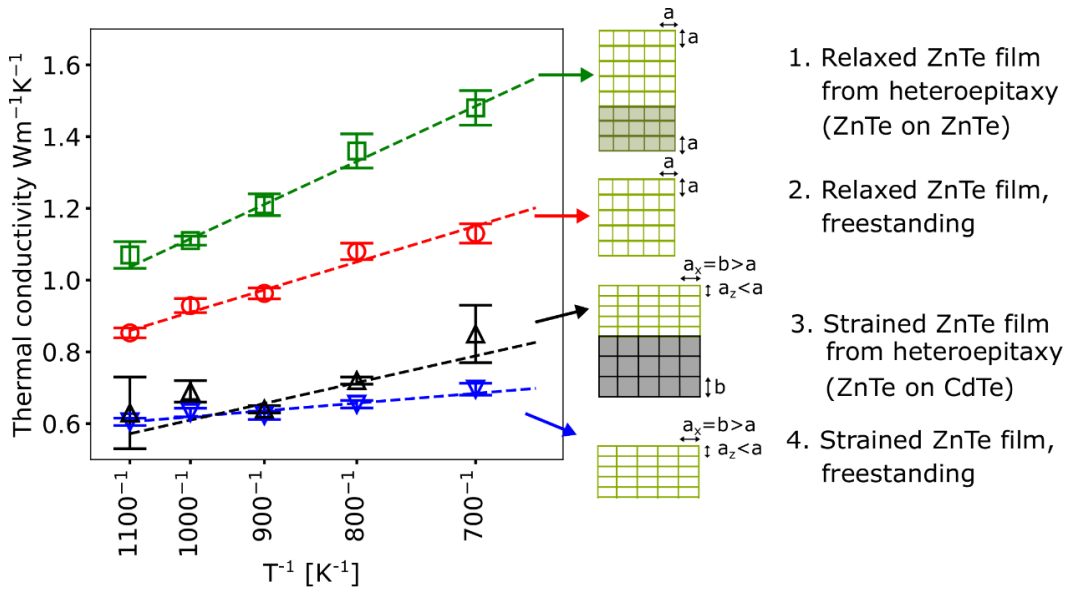 Thermal conductivity Wm⁻¹K⁻¹
1.6
1.4
1.2
1.0
0.8
0.6
1100⁻¹
1000⁻¹
900⁻¹
800⁻¹
700⁻¹
T⁻¹ [K⁻¹]
a
a
a
a
a
aₓ=b>a
a_z<a
b
aₓ=b>a
a_z<a
1. Relaxed ZnTe film
from heteroepitaxy
(ZnTe on ZnTe)
2. Relaxed ZnTe film,
freestanding
3. Strained ZnTe film
from heteroepitaxy
(ZnTe on CdTe)
4. Strained ZnTe film,
freestanding